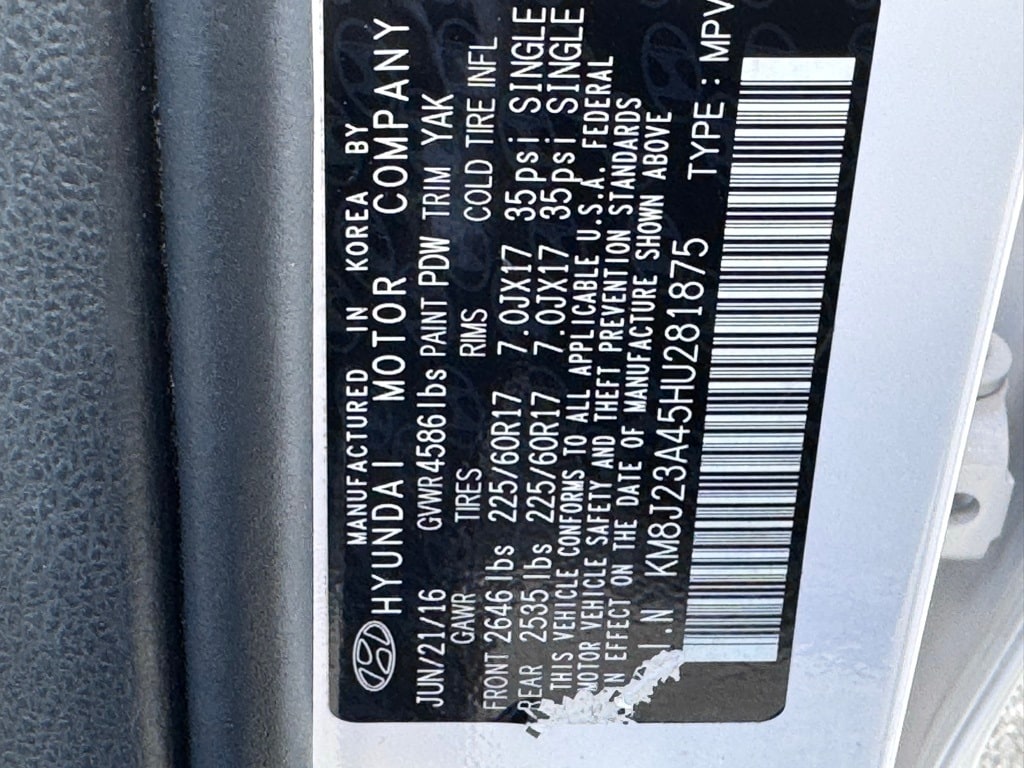 MANUFACTURED IN KOREA BY
HYUNDAI MOTOR COMPANY
JUN/21/16 GVWR4586lbs PAINT PDW TRIM YAK
GAWR TIRES RIMS COLD TIRE INFL
FRONT 2646lbs 225/60R17 7.0JX17 35psi SINGLE
REAR 2535lbs 225/60R17 7.0JX17 35psi SINGLE
THIS VEHICLE CONFORMS TO ALL APPLICABLE U.S.A. FEDERAL
MOTOR VEHICLE SAFETY AND THEFT PREVENTION STANDARDS
IN EFFECT ON THE DATE OF MANUFACTURE SHOWN ABOVE
I.N KM8J23A45HU281875 TYPE : MPV